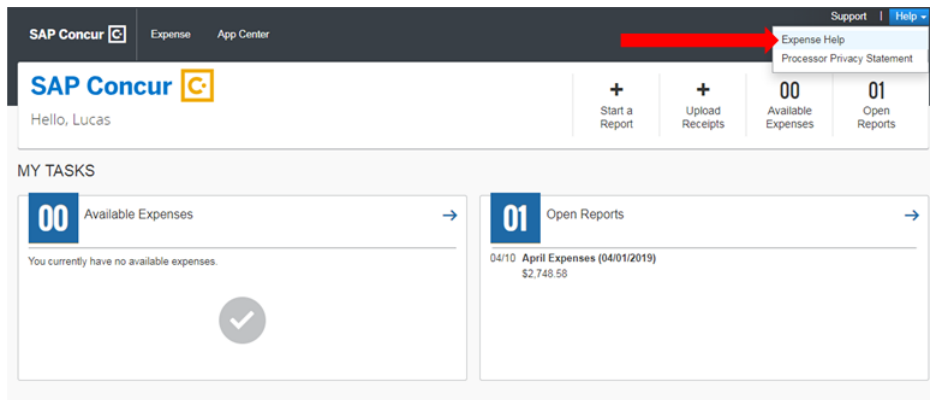 Support | Help
SAP Concur C Expense App Center
Expense Help
Processor Privacy Statement
SAP Concur C
Hello, Lucas
+ Start a
Report
+ Upload
Receipts
00
Available
Expenses
01
Open
Reports
MY TASKS
00 Available Expenses →
You currently have no available expenses.
01 Open Reports →
04/10 April Expenses (04/01/2019)
$2,748.58